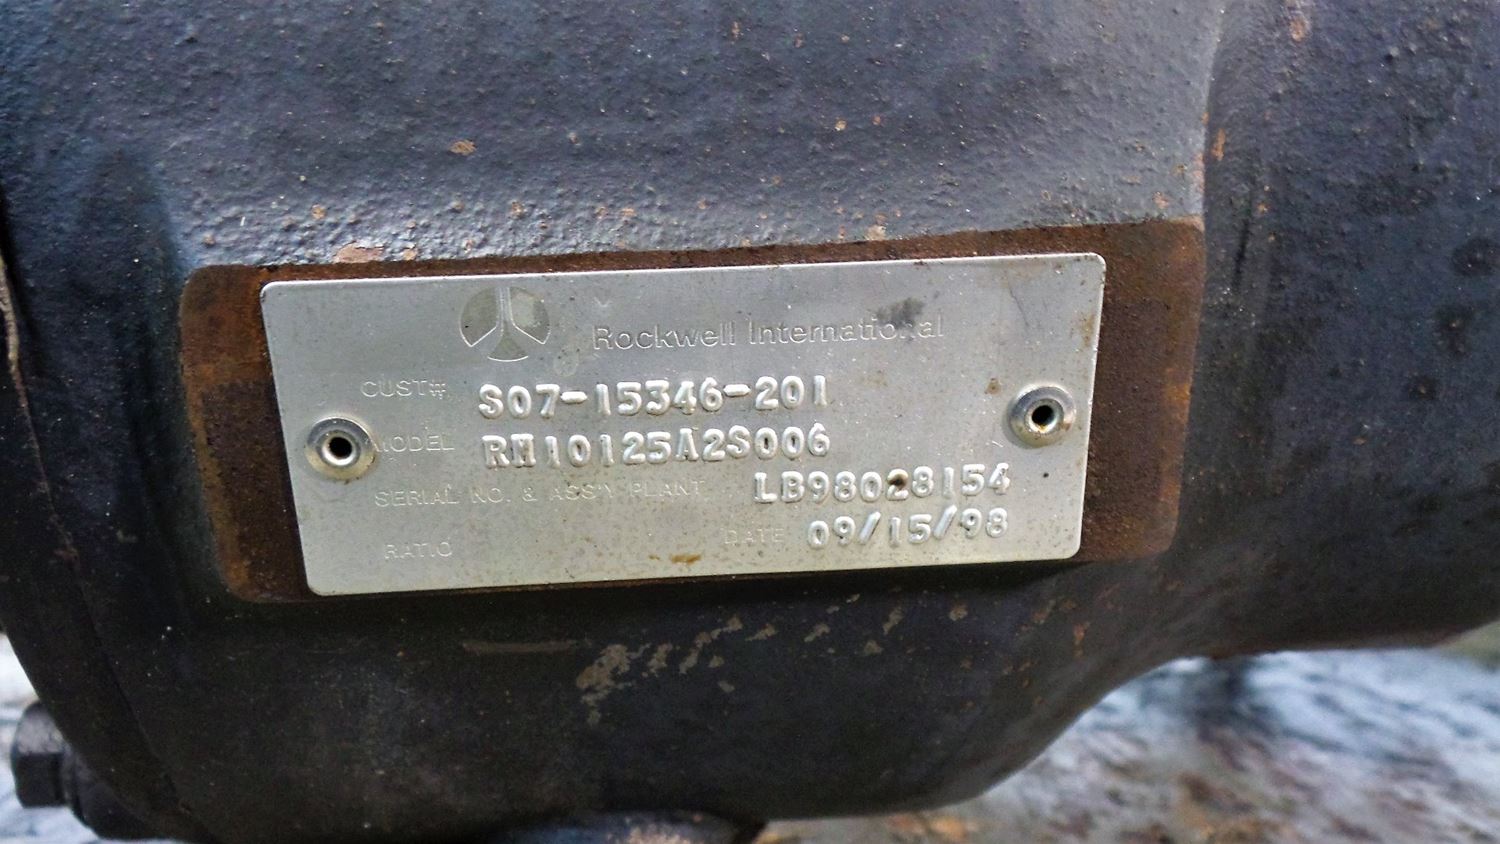 Rockwell International
CUST# S07-15346-201
MODEL RM10125A2S006
SERIAL NO. & ASS'Y PLANT LB98028154
RATIO DATE 09/15/98